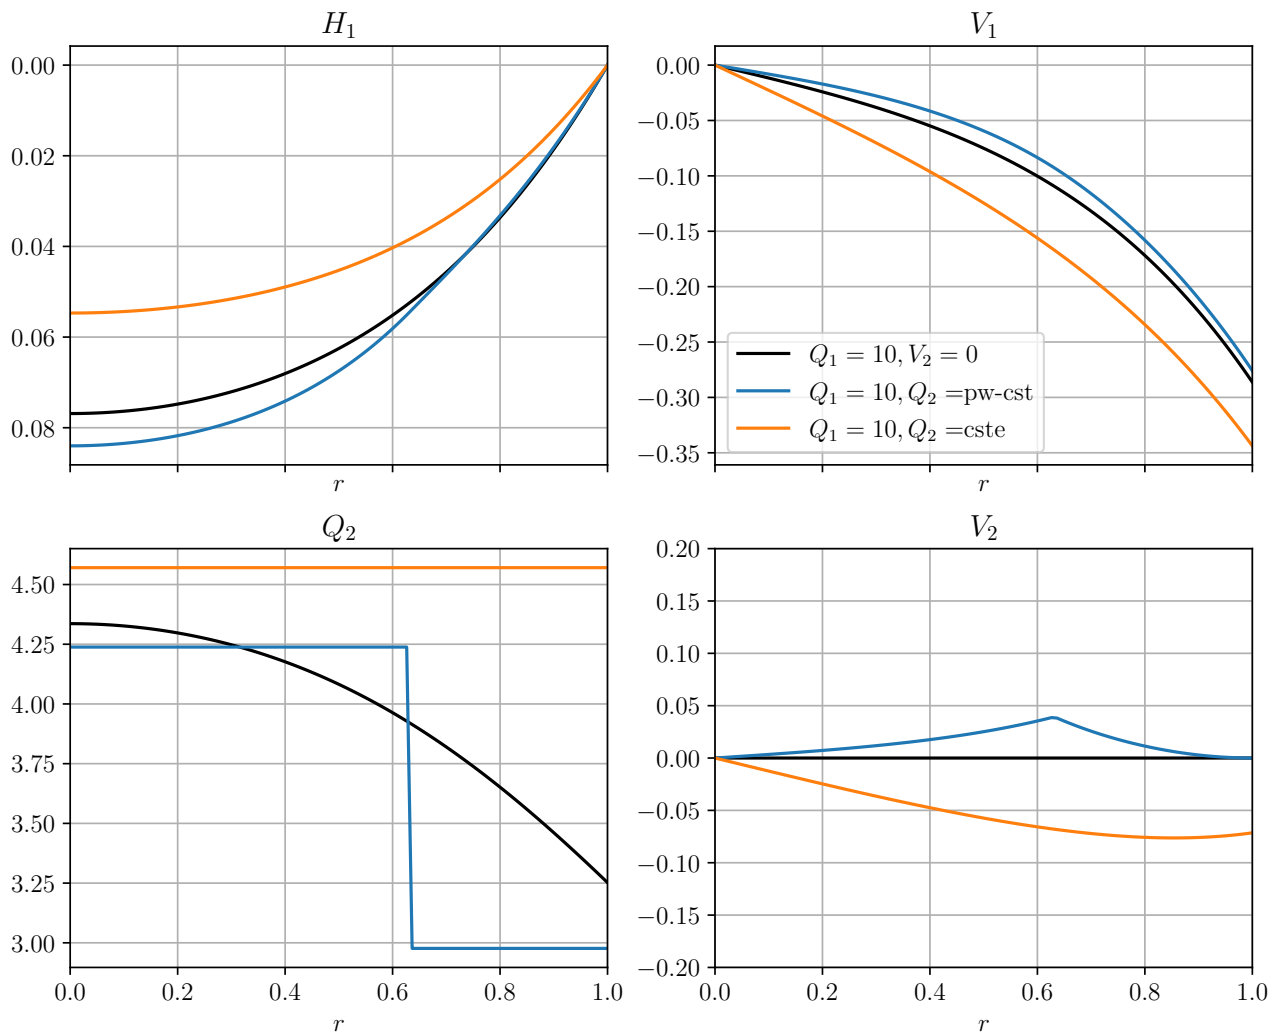 H₁
V₁
0.00
0.02
0.04
0.06
0.08
r
0.00
−0.05
−0.10
−0.15
−0.20
−0.25
−0.30
−0.35
Q₁ = 10, V₂ = 0
Q₁ = 10, Q₂ =pw-cst
Q₁ = 10, Q₂ =cste
r
Q₂
V₂
4.50
4.25
4.00
3.75
3.50
3.25
3.00
0.0 0.2 0.4 0.6 0.8 1.0
r
0.20
0.15
0.10
0.05
0.00
−0.05
−0.10
−0.15
−0.20
0.0 0.2 0.4 0.6 0.8 1.0
r